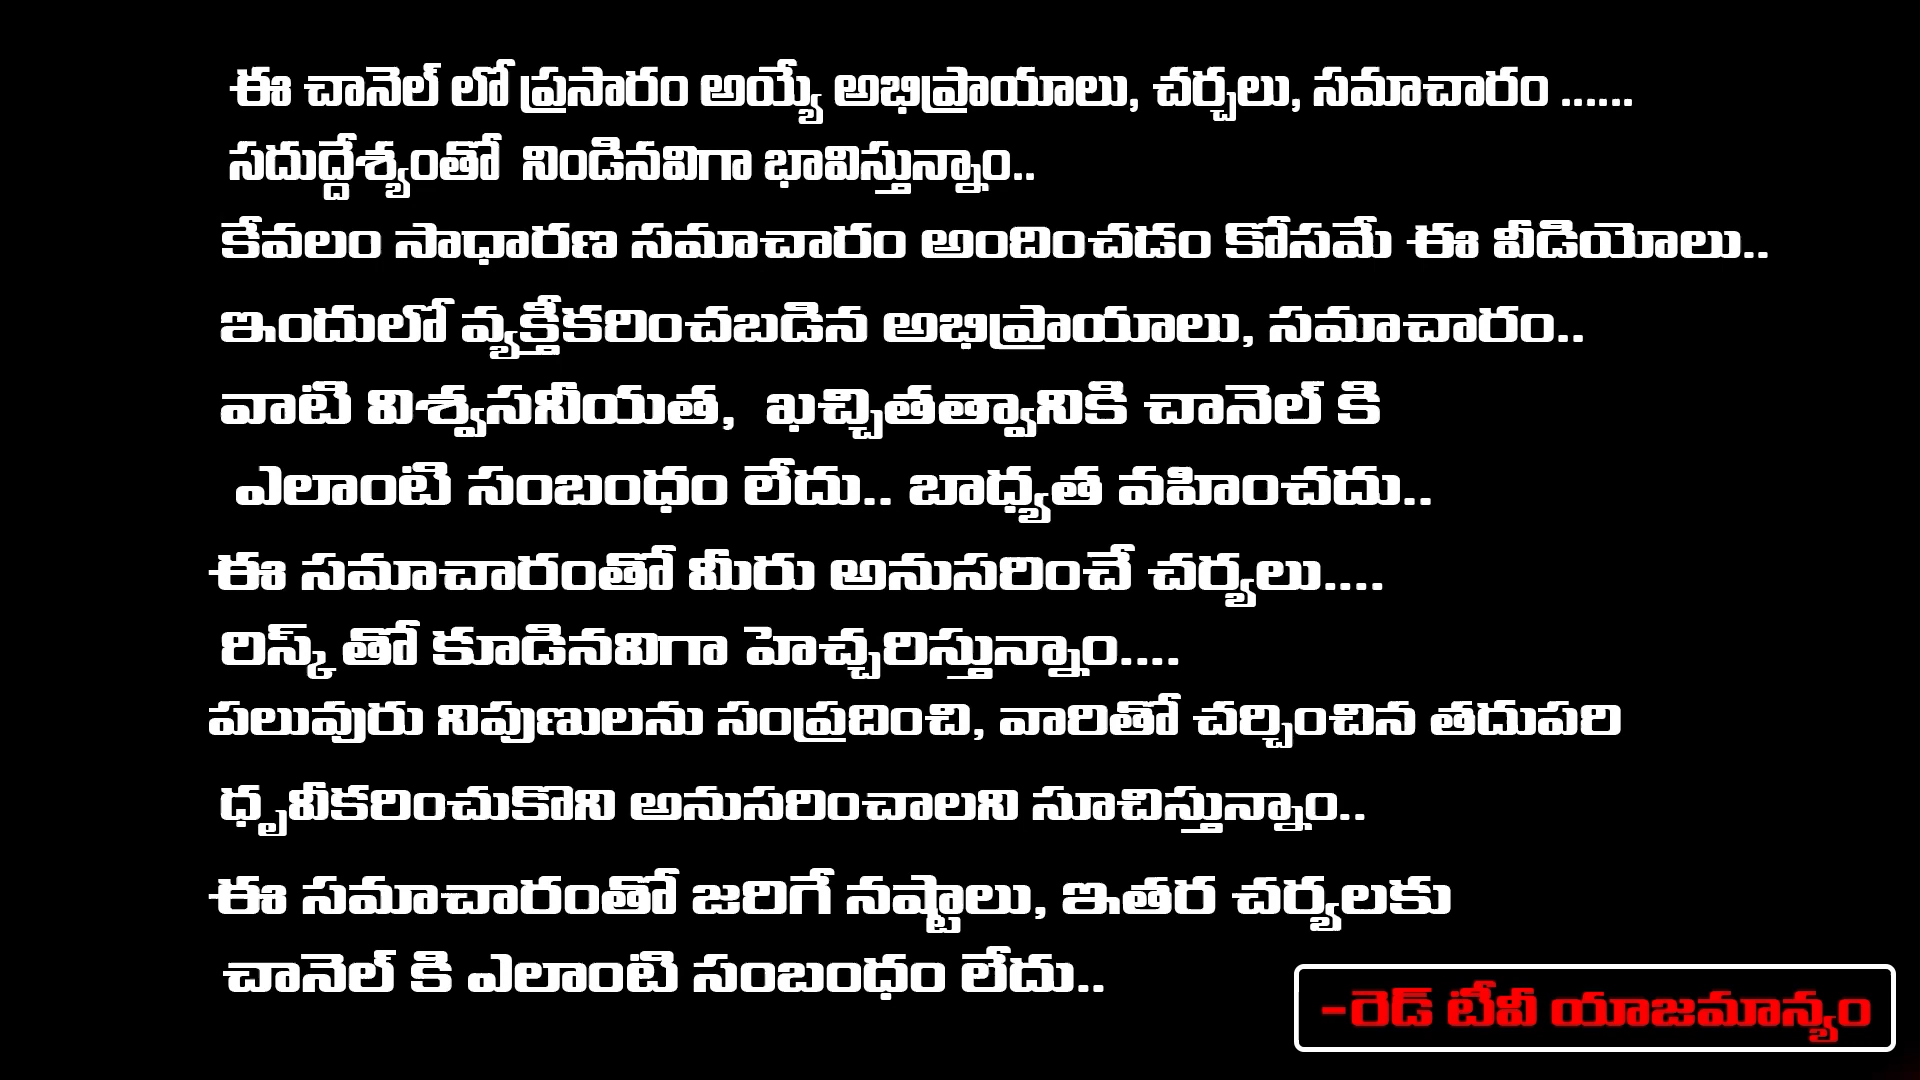 ఈ చానెల్ లో ప్రసారం అయ్యే అభిప్రాయాలు, చర్చలు, సమాచారం ......
సదుద్దేశ్యంతో నిండినవిగా భావిస్తున్నాం..
కేవలం సాధారణ సమాచారం అందించడం కోసమే ఈ వీడియోలు..
ఇందులో వ్యక్తీకరించబడిన అభిప్రాయాలు, సమాచారం..
వాటి విశ్వసనీయత, ఖచ్చితత్వానికి చానెల్ కి
ఎలాంటి సంబంధం లేదు.. బాధ్యత వహించదు..
ఈ సమాచారంతో మీరు అనుసరించే చర్యలు....
రిస్క్ తో కూడినవిగా హెచ్చరిస్తున్నాం....
పలువురు నిపుణులను సంప్రదించి, వారితో చర్చించిన తదుపరి
ధృవీకరించుకొని అనుసరించాలని సూచిస్తున్నాం..
ఈ సమాచారంతో జరిగే నష్టాలు, ఇతర చర్యలకు
చానెల్ కి ఎలాంటి సంబంధం లేదు..
-రెడ్ టీవీ యాజమాన్యం